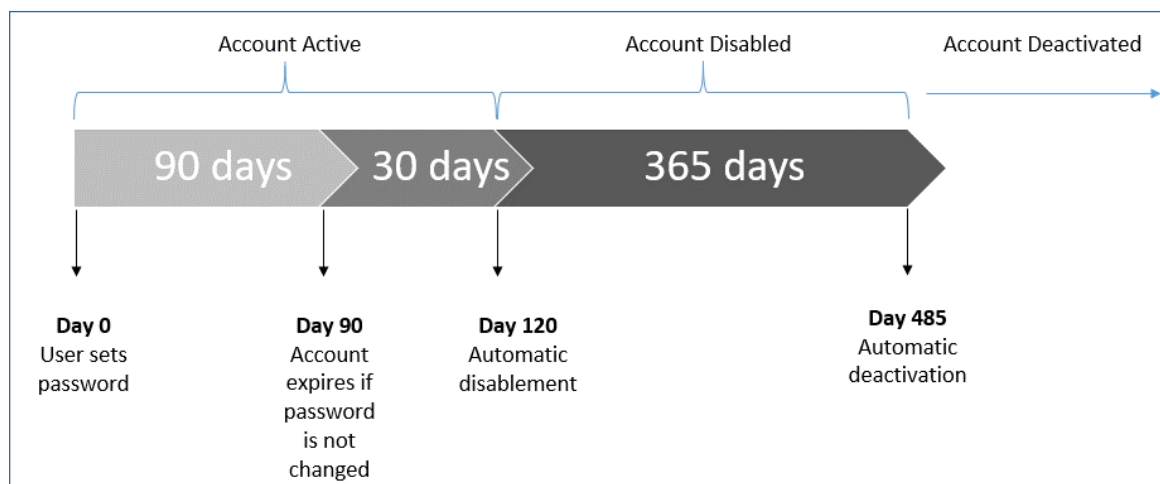 Account Active
Account Disabled
Account Deactivated
90 days
30 days
365 days
Day 0
User sets
password
Day 90
Account
expires if
password
is not
changed
Day 120
Automatic
disablement
Day 485
Automatic
deactivation